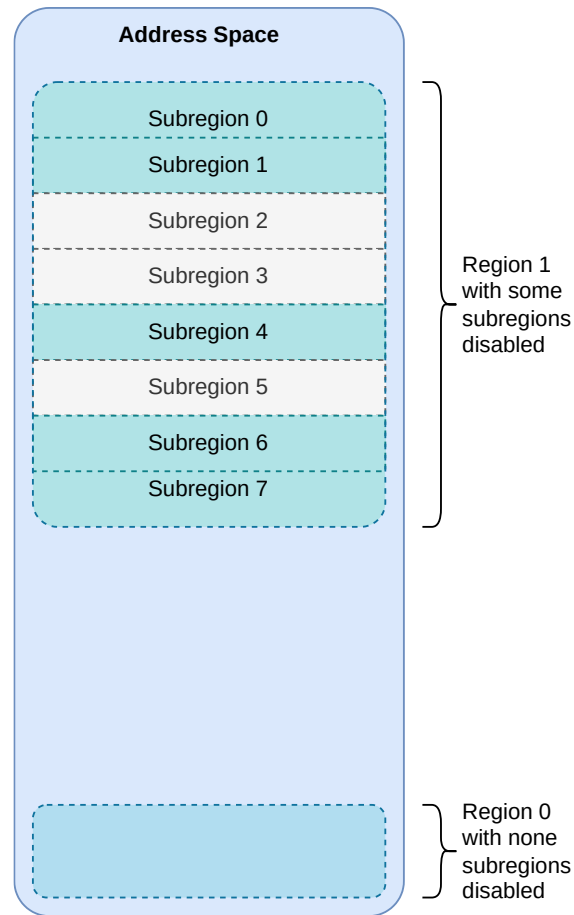 Address Space
Subregion 0
Subregion 1
Subregion 2
Subregion 3
Subregion 4
Subregion 5
Subregion 6
Subregion 7
Region 1
with some
subregions
disabled
Region 0
with none
subregions
disabled